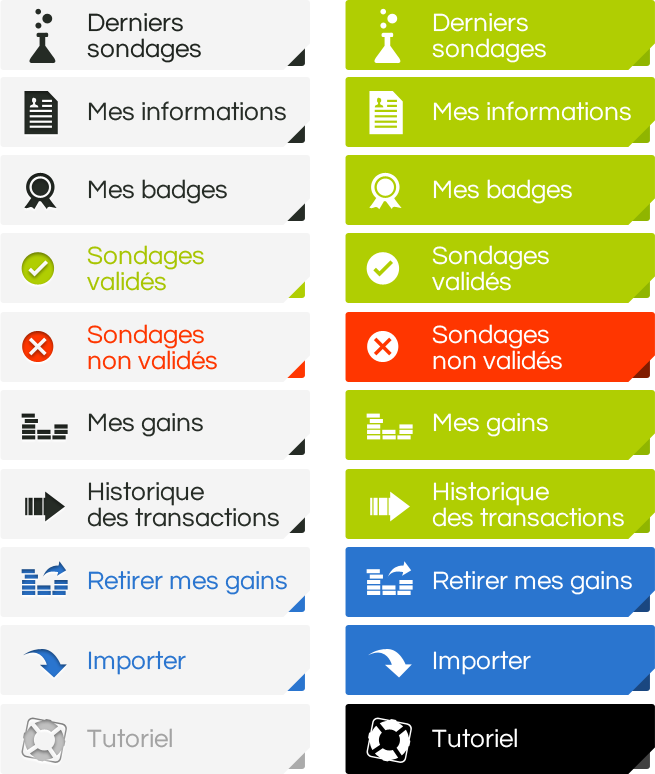 Derniers
sondages
Derniers
sondages
Mes informations
Mes informations
Mes badges
Mes badges
Sondages
validés
Sondages
validés
Sondages
non validés
Sondages
non validés
Mes gains
Mes gains
Historique
des transactions
Historique
des transactions
Retirer mes gains
Retirer mes gains
Importer
Importer
Tutoriel
Tutoriel